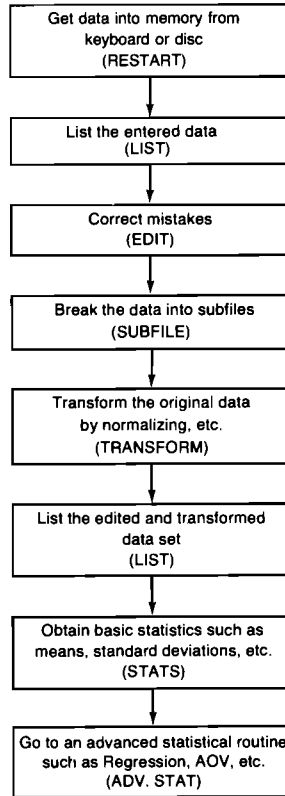 Get data into memory from
keyboard or disc
(RESTART)
List the entered data
(LIST)
Correct mistakes
(EDIT)
Break the data into subfiles
(SUBFILE)
Transform the original data
by normalizing, etc.
(TRANSFORM)
List the edited and transformed
data set
(LIST)
Obtain basic statistics such as
means, standard deviations, etc.
(STATS)
Go to an advanced statistical routine
such as Regression, AOV, etc.
(ADV. STAT)